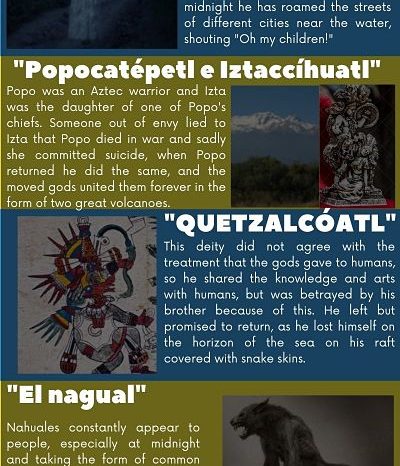 midnight he has roamed the streets
of different cities near the water,
shouting "Oh my children!"
"Popocatépetl e Iztaccíhuatl"
Popo was an Aztec warrior and Izta
was the daughter of one of Popo's
chiefs. Someone out of envy lied to
Izta that Popo died in war and sadly
she committed suicide, when Popo
returned he did the same, and the
moved gods united them forever in the
form of two great volcanoes.
"QUETZALCÓATL"
This deity did not agree with the
treatment that the gods gave to humans,
so he shared the knowledge and arts
with humans, but was betrayed by his
brother because of this. He left but
promised to return, as he lost himself on
the horizon of the sea on his raft
covered with snake skins.
"El nagual"
Nahuales constantly appear to
people, especially at midnight
and taking the form of common